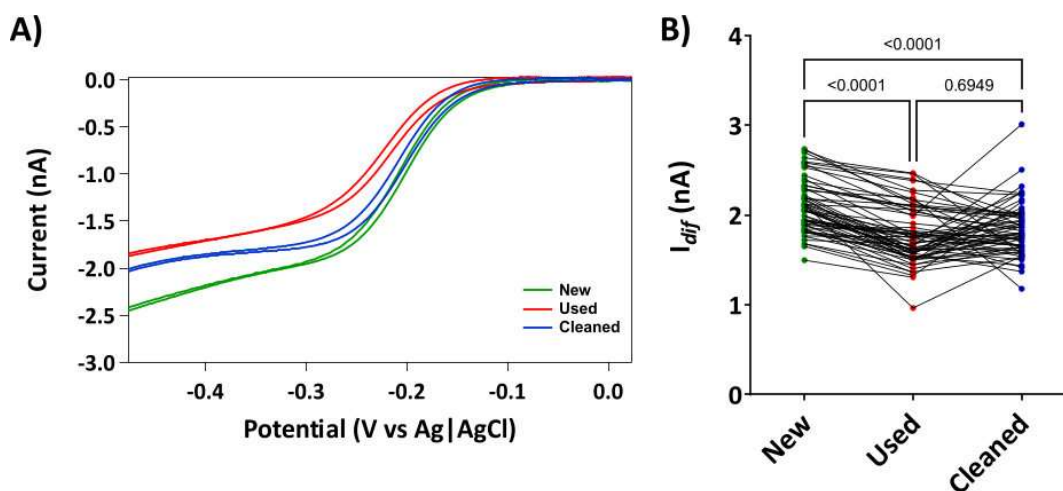 A)
0.0
-0.5
-1.0
-1.5
-2.0
-2.5
-3.0
Current (nA)
New
Used
Cleaned
-0.4 -0.3 -0.2 -0.1 0.0
Potential (V vs Ag|AgCl)
B)
<0.0001
<0.0001 0.6949
4
3
2
1
0
I_dif (nA)
New Used Cleaned